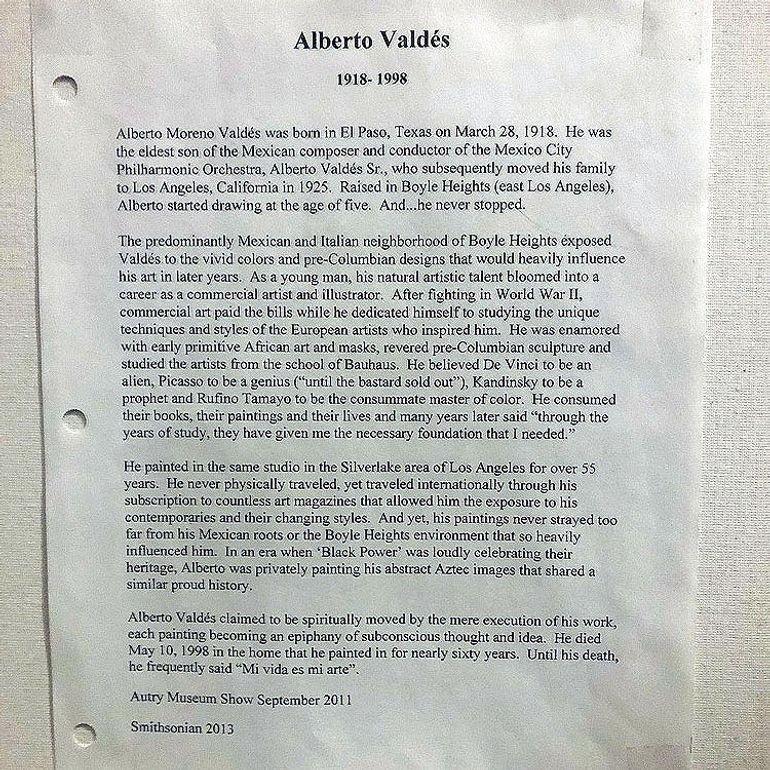 Alberto Valdés
1918- 1998
Alberto Moreno Valdés was born in El Paso, Texas on March 28, 1918. He was
the eldest son of the Mexican composer and conductor of the Mexico City
Philharmonic Orchestra, Alberto Valdés Sr., who subsequently moved his family
to Los Angeles, California in 1925. Raised in Boyle Heights (east Los Angeles),
Alberto started drawing at the age of five. And...he never stopped.
The predominantly Mexican and Italian neighborhood of Boyle Heights exposed
Valdés to the vivid colors and pre-Columbian designs that would heavily influence
his art in later years. As a young man, his natural artistic talent bloomed into a
career as a commercial artist and illustrator. After fighting in World War II,
commercial art paid the bills while he dedicated himself to studying the unique
techniques and styles of the European artists who inspired him. He was enamored
with early primitive African art and masks, revered pre-Columbian sculpture and
studied the artists from the school of Bauhaus. He believed De Vinci to be an
alien, Picasso to be a genius (“until the bastard sold out”), Kandinsky to be a
prophet and Rufino Tamayo to be the consummate master of color. He consumed
their books, their paintings and their lives and many years later said “through the
years of study, they have given me the necessary foundation that I needed.”
He painted in the same studio in the Silverlake area of Los Angeles for over 55
years. He never physically traveled, yet traveled internationally through his
subscription to countless art magazines that allowed him the exposure to his
contemporaries and their changing styles. And yet, his paintings never strayed too
far from his Mexican roots or the Boyle Heights environment that so heavily
influenced him. In an era when ‘Black Power’ was loudly celebrating their
heritage, Alberto was privately painting his abstract Aztec images that shared a
similar proud history.
Alberto Valdés claimed to be spiritually moved by the mere execution of his work,
each painting becoming an epiphany of subconscious thought and idea. He died
May 10, 1998 in the home that he painted in for nearly sixty years. Until his death,
he frequently said “Mi vida es mi arte”.
Autry Museum Show September 2011
Smithsonian 2013